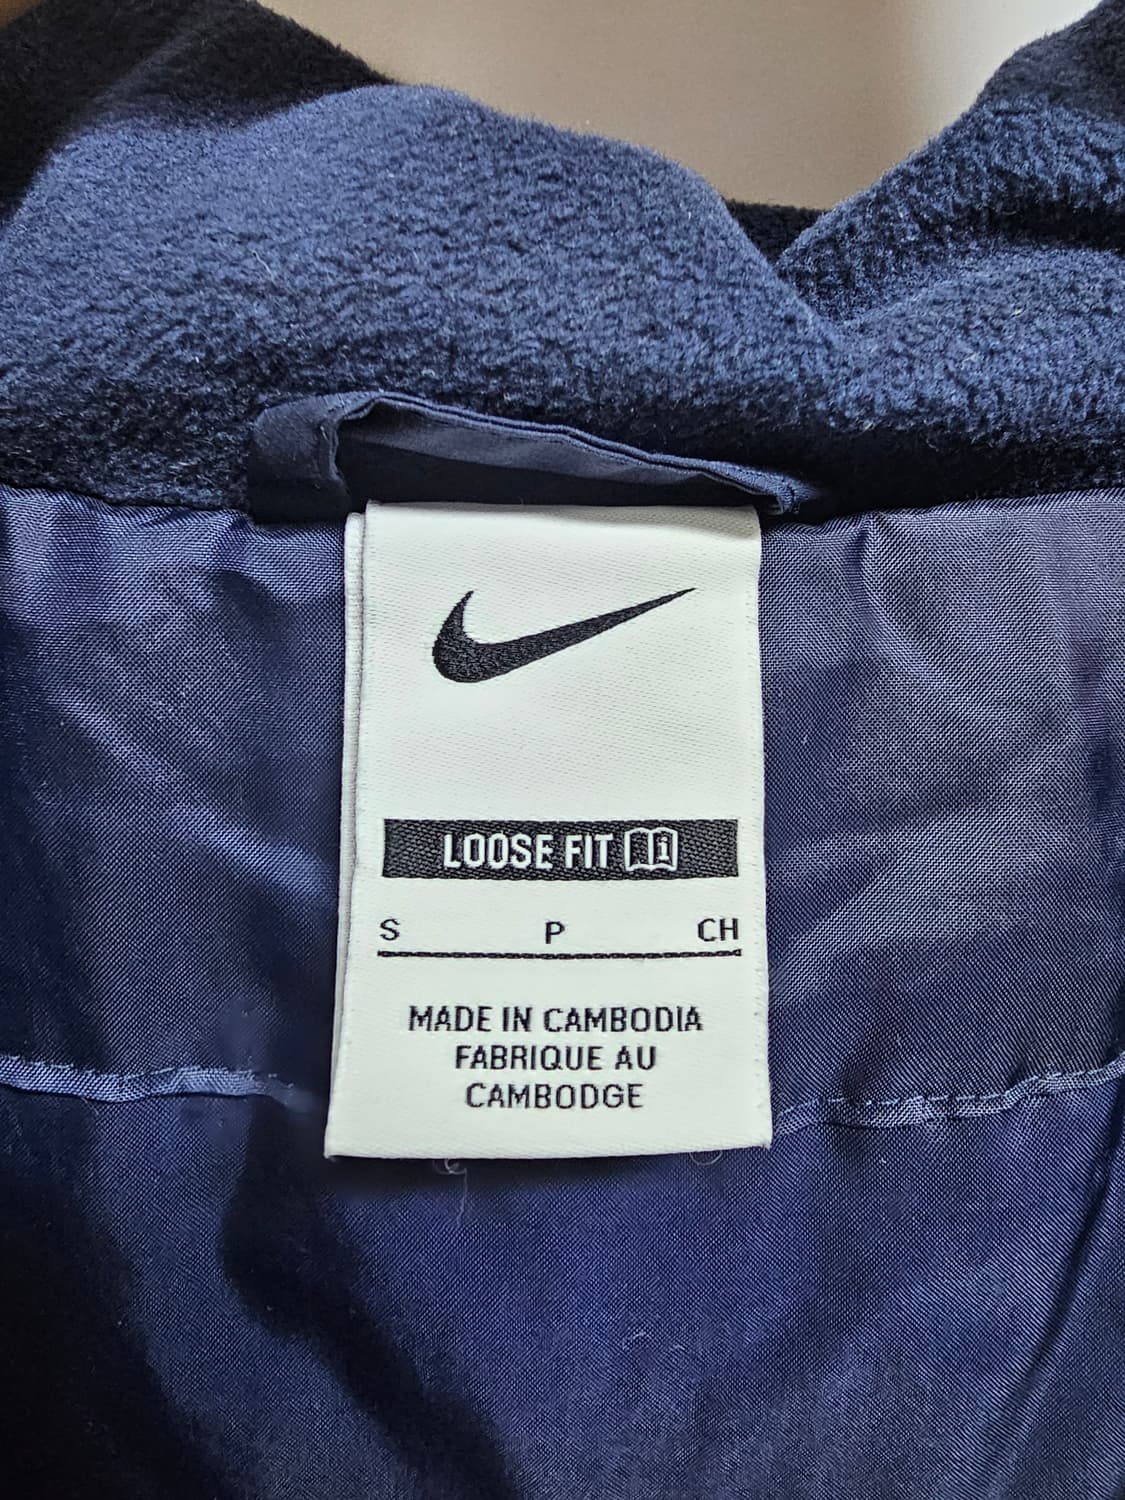 LOOSE FIT
S P CH
MADE IN CAMBODIA
FABRIQUE AU
CAMBODGE